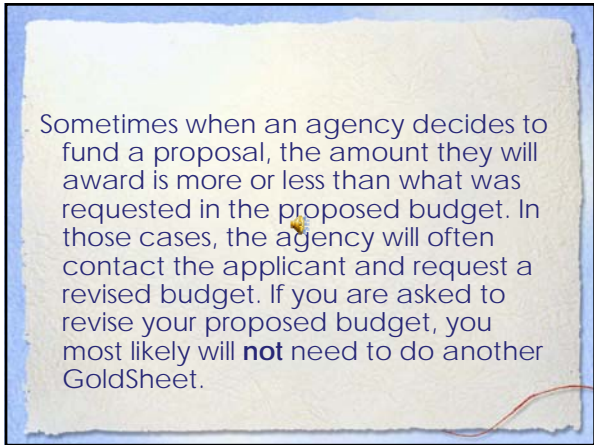 Sometimes when an agency decides to
fund a proposal, the amount they will
award is more or less than what was
requested in the proposed budget. In
those cases, the agency will often
contact the applicant and request a
revised budget. If you are asked to
revise your proposed budget, you
most likely will not need to do another
GoldSheet.